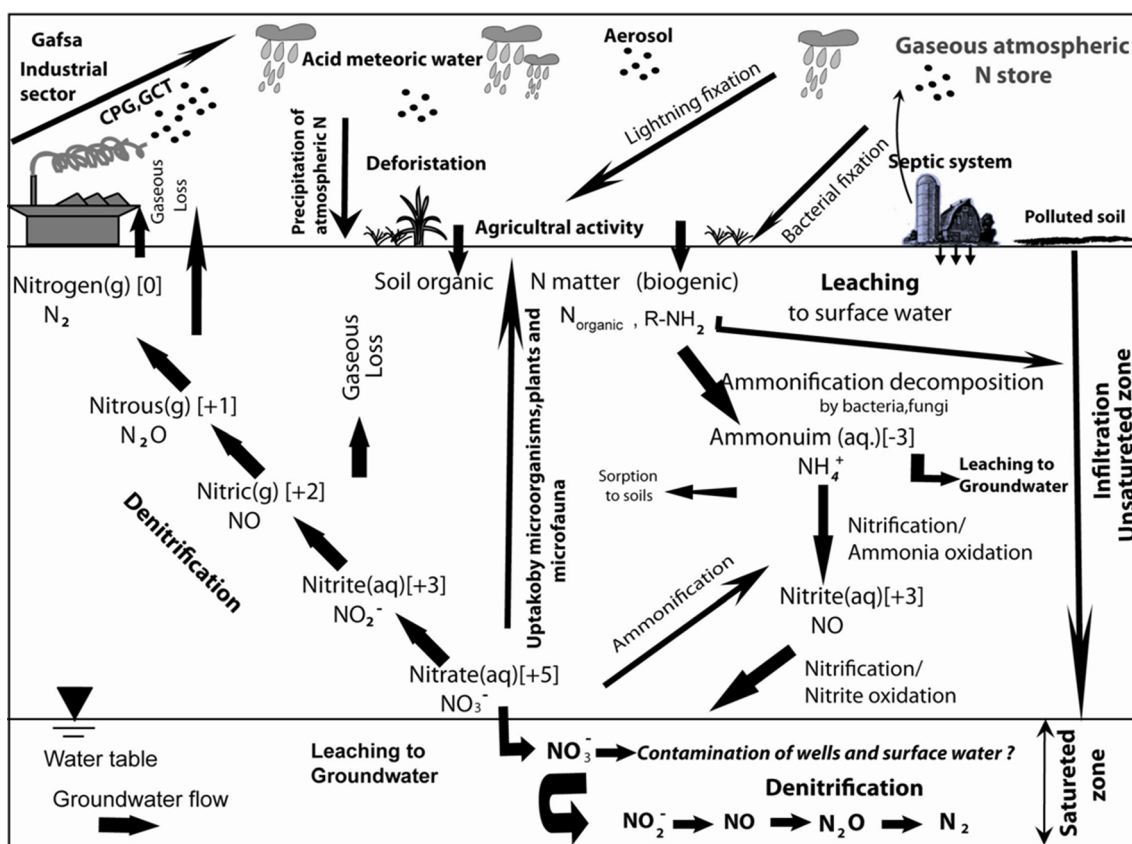 Gafsa
Industrial
sector
CPG,GCT
Acid meteoric water
Aerosol
Gaseous atmospheric
N store
Lightning fixation
Precipitation of
atmospheric N
Deforistation
Bacterial fixation
Septic system
Gaseous
Loss
Agricultral activity
Polluted soil
Nitrogen(g) [0]
N₂
Soil organic N matter (biogenic)
N organic , R-NH₂
Leaching
to surface water
Nitrous(g) [+1]
N₂O
Gaseous
Loss
Uptakoby microorganisms,plants and
microfauna
Ammonification decomposition
by bacteria,fungi
Ammonuim (aq.)[-3]
NH₄⁺
Leaching to
Groundwater
Sorption
to soils
Infiltration
Unsatureted zone
Nitric(g) [+2]
NO
Denitrification
Nitrification/
Ammonia oxidation
Nitrite(aq)[+3]
NO₂⁻
Ammonification
Nitrite(aq)[+3]
NO
Nitrate(aq)[+5]
NO₃⁻
Nitrification/
Nitrite oxidation
Water table
Leaching to
Groundwater
NO₃⁻ Contamination of wells and surface water ?
Groundwater flow
Denitrification
NO₂⁻ NO N₂O N₂
Satureted
zone